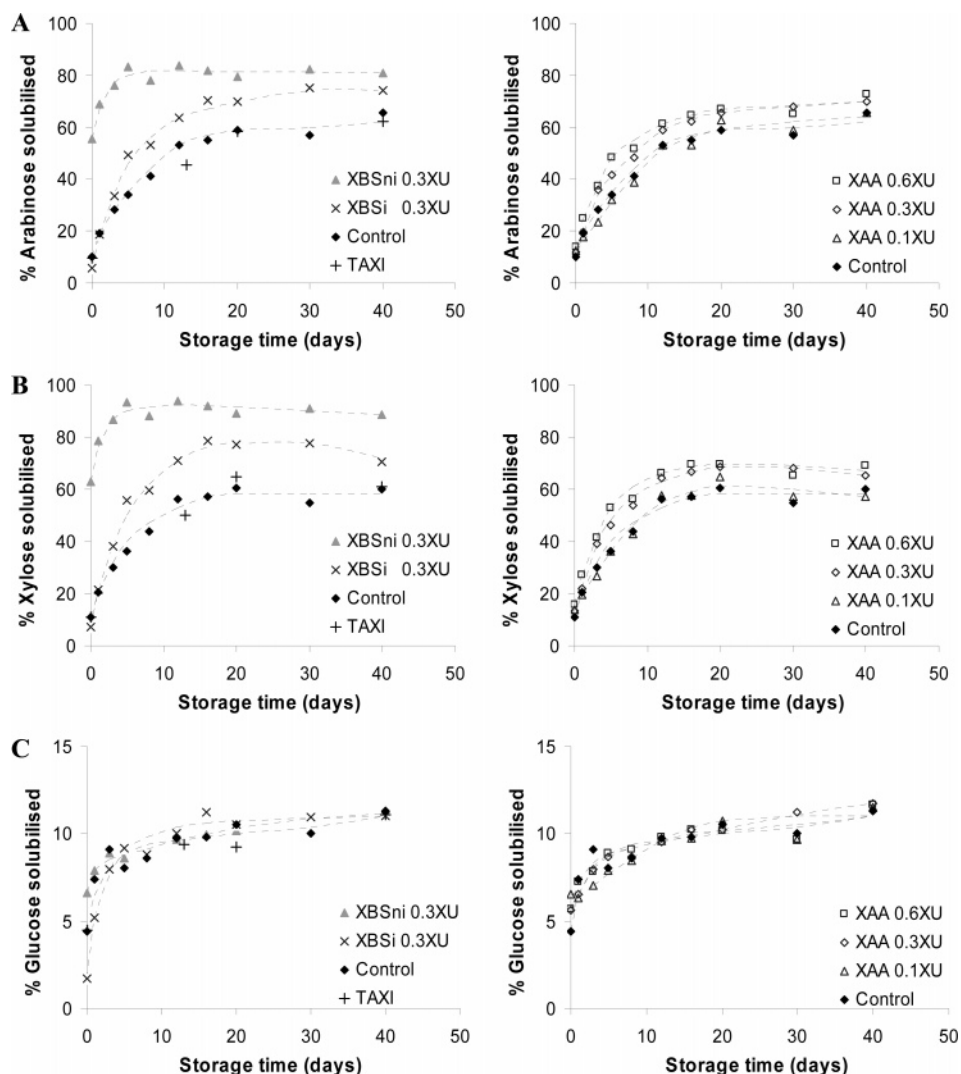 A
% Arabinose solubilised
100
80
60
40
20
0
0 10 20 30 40 50
Storage time (days)
XBSni 0.3XU
XBSi 0.3XU
Control
TAXI
% Arabinose solubilised
100
80
60
40
20
0
0 10 20 30 40 50
Storage time (days)
XAA 0.6XU
XAA 0.3XU
XAA 0.1XU
Control
B
% Xylose solubilised
100
80
60
40
20
0
0 10 20 30 40 50
Storage time (days)
XBSni 0.3XU
XBSi 0.3XU
Control
TAXI
% Xylose solubilised
100
80
60
40
20
0
0 10 20 30 40 50
Storage time (days)
XAA 0.6XU
XAA 0.3XU
XAA 0.1XU
Control
C
% Glucose solubilised
15
10
5
0
0 10 20 30 40 50
Storage time (days)
XBSni 0.3XU
XBSi 0.3XU
Control
TAXI
% Glucose solubilised
15
10
5
0
0 10 20 30 40 50
Storage time (days)
XAA 0.6XU
XAA 0.3XU
XAA 0.1XU
Control